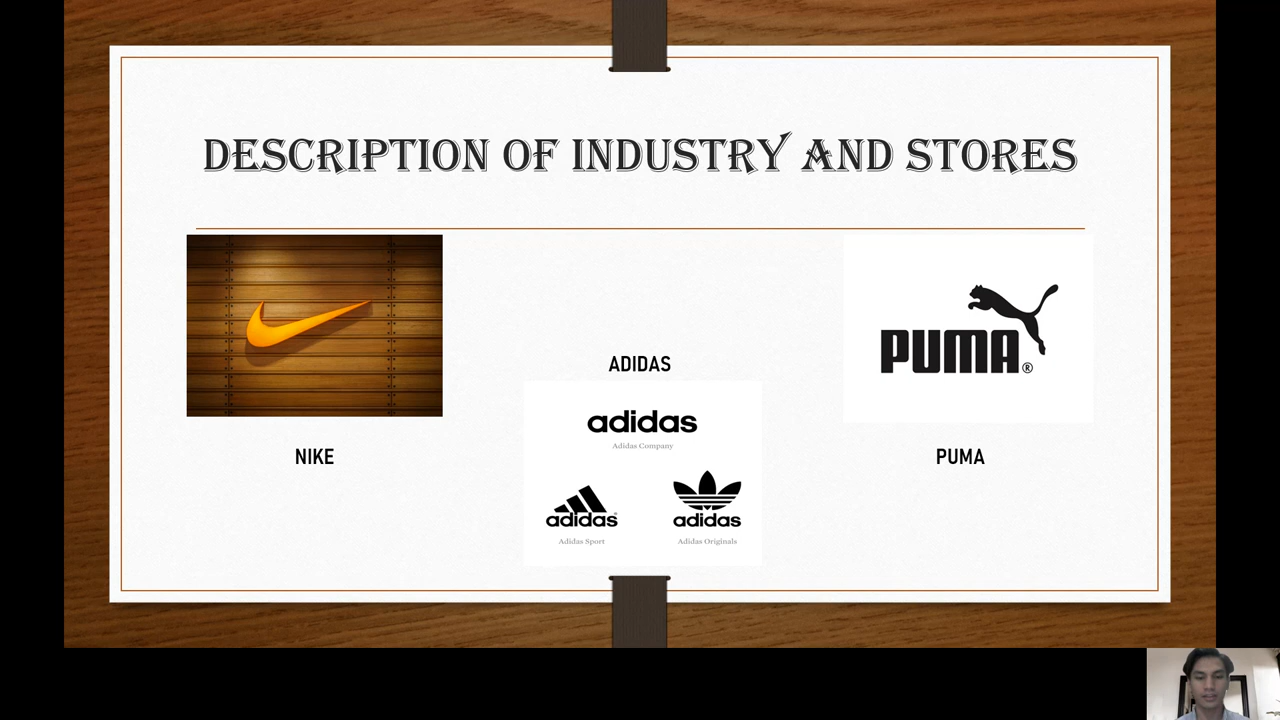 DESCRIPTION OF INDUSTRY AND STORES
NIKE
ADIDAS
adidas
Adidas Company
adidas
Adidas Sport
adidas
Adidas Originals
PUMA®
PUMA